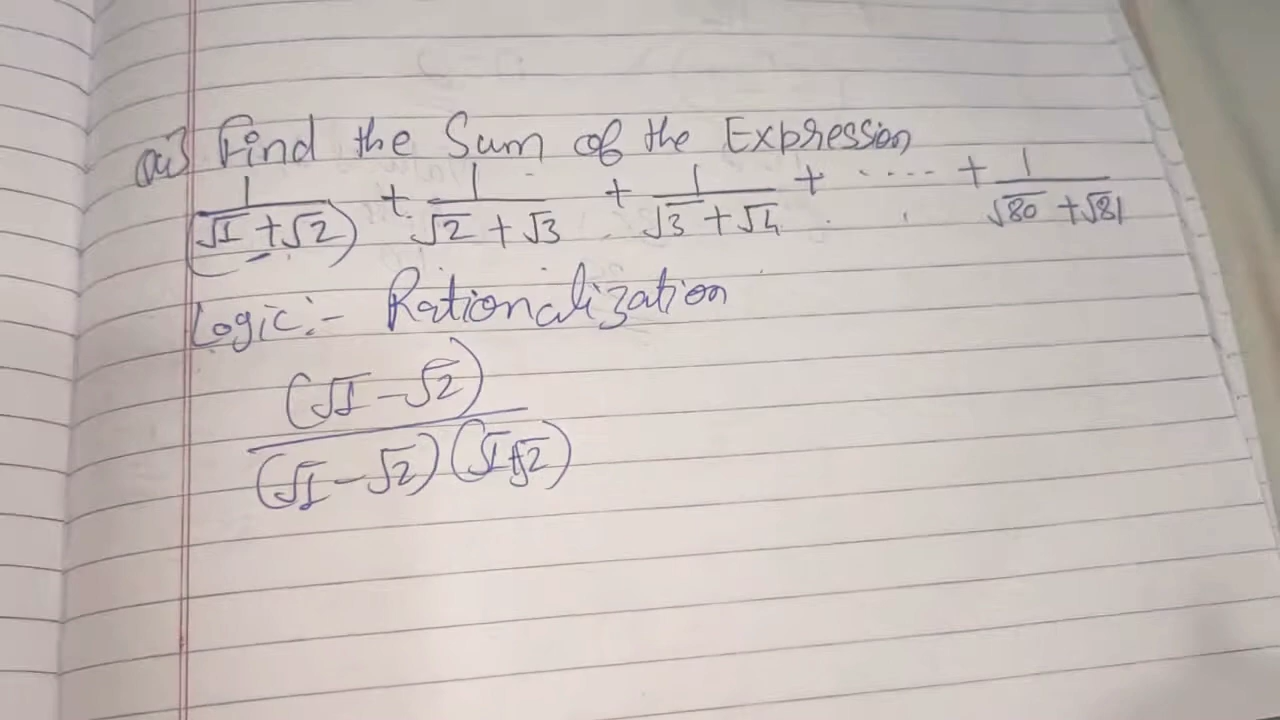 Q) Find the Sum of the Expression
1/(√1 + √2) + 1/√2 + √3 + 1/√3 + √4 + ..... + 1/√80 + √81
Logic:- Rationalization
(√1 - √2)
(√1 - √2) (√1+√2)